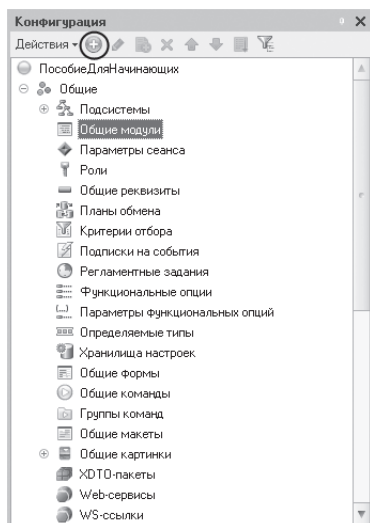 Конфигурация
Действия
ПособиеДляНачинающих
Общие
Подсистемы
Общие модули
Параметры сеанса
Роли
Общие реквизиты
Планы обмена
Критерии отбора
Подписки на события
Регламентные задания
Функциональные опции
Параметры функциональных опций
Определяемые типы
Хранилища настроек
Общие формы
Общие команды
Группы команд
Общие макеты
Общие картинки
XDTO-пакеты
Web-сервисы
WS-ссылки